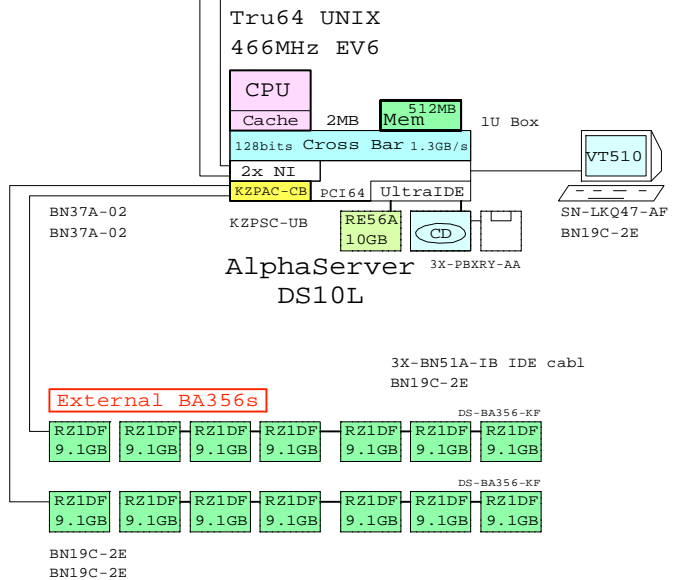 Tru64 UNIX
466MHz EV6
CPU
Cache 2MB
512MB
Mem
1U Box
128bits Cross Bar 1.3GB/s
VT510
2x NI
KZPAC-CB PCI64 UltraIDE
BN37A-02
BN37A-02
KZPSC-UB
RE56A
10GB
CD
SN-LKQ47-AF
BN19C-2E
3X-PBXRY-AA
AlphaServer
DS10L
3X-BN51A-IB IDE cabl
BN19C-2E
External BA356s
DS-BA356-KF
RZ1DF RZ1DF RZ1DF RZ1DF RZ1DF RZ1DF RZ1DF
9.1GB 9.1GB 9.1GB 9.1GB 9.1GB 9.1GB 9.1GB
DS-BA356-KF
RZ1DF RZ1DF RZ1DF RZ1DF RZ1DF RZ1DF RZ1DF
9.1GB 9.1GB 9.1GB 9.1GB 9.1GB 9.1GB 9.1GB
BN19C-2E
BN19C-2E